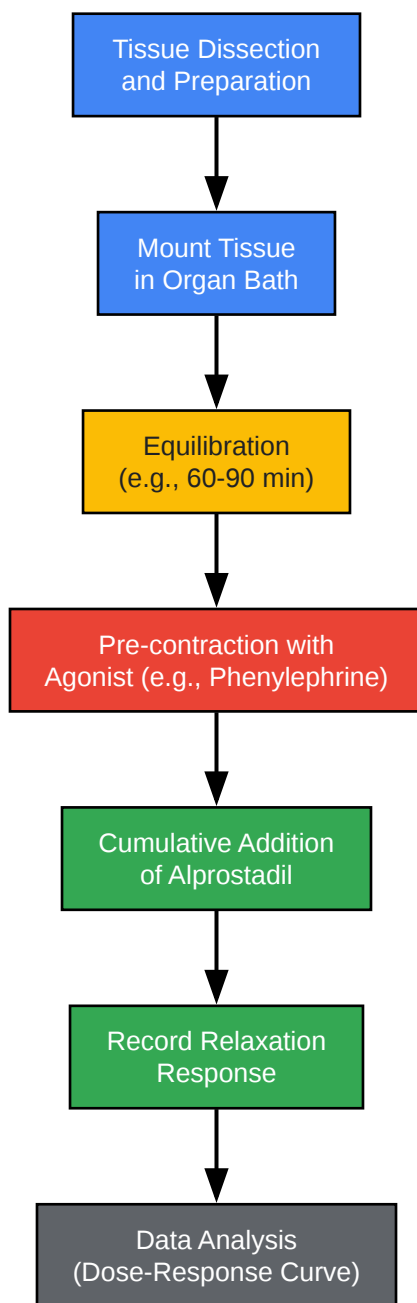 Tissue Dissection
and Preparation
Mount Tissue
in Organ Bath
Equilibration
(e.g., 60-90 min)
Pre-contraction with
Agonist (e.g., Phenylephrine)
Cumulative Addition
of Alprostadil
Record Relaxation
Response
Data Analysis
(Dose-Response Curve)